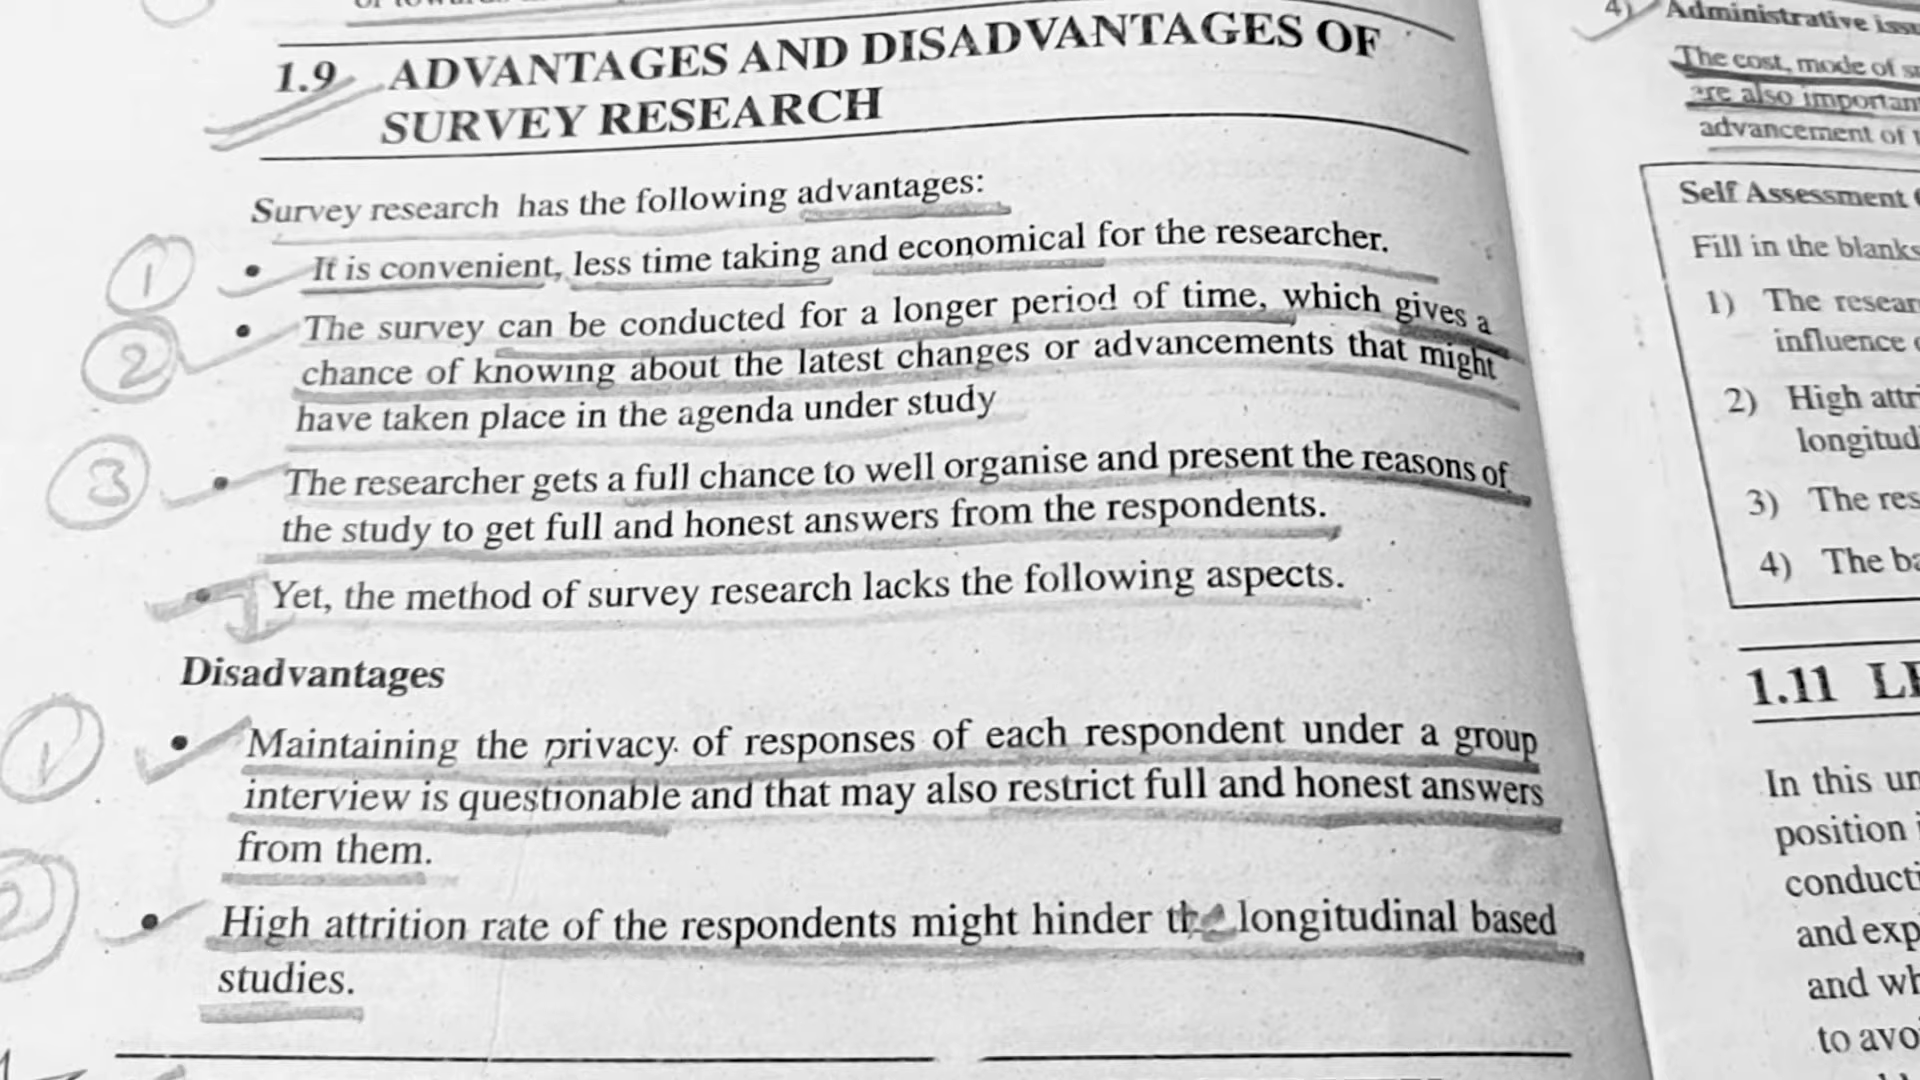 1.9 ADVANTAGES AND DISADVANTAGES OF
SURVEY RESEARCH
Survey research has the following advantages:
1
• It is convenient, less time taking and economical for the researcher.
2
• The survey can be conducted for a longer period of time, which gives a
chance of knowing about the latest changes or advancements that might
have taken place in the agenda under study
3
• The researcher gets a full chance to well organise and present the reasons of
the study to get full and honest answers from the respondents.
• Yet, the method of survey research lacks the following aspects.
Disadvantages
1
• Maintaining the privacy of responses of each respondent under a group
interview is questionable and that may also restrict full and honest answers
from them.
2
• High attrition rate of the respondents might hinder the longitudinal based
studies.
4) Administrative
The cost, mode of
are also
advancement of
Self Assessment
Fill in the blanks
1) The
influence
2) High
3) The
4) The
1.11
In this
position
and
and
to